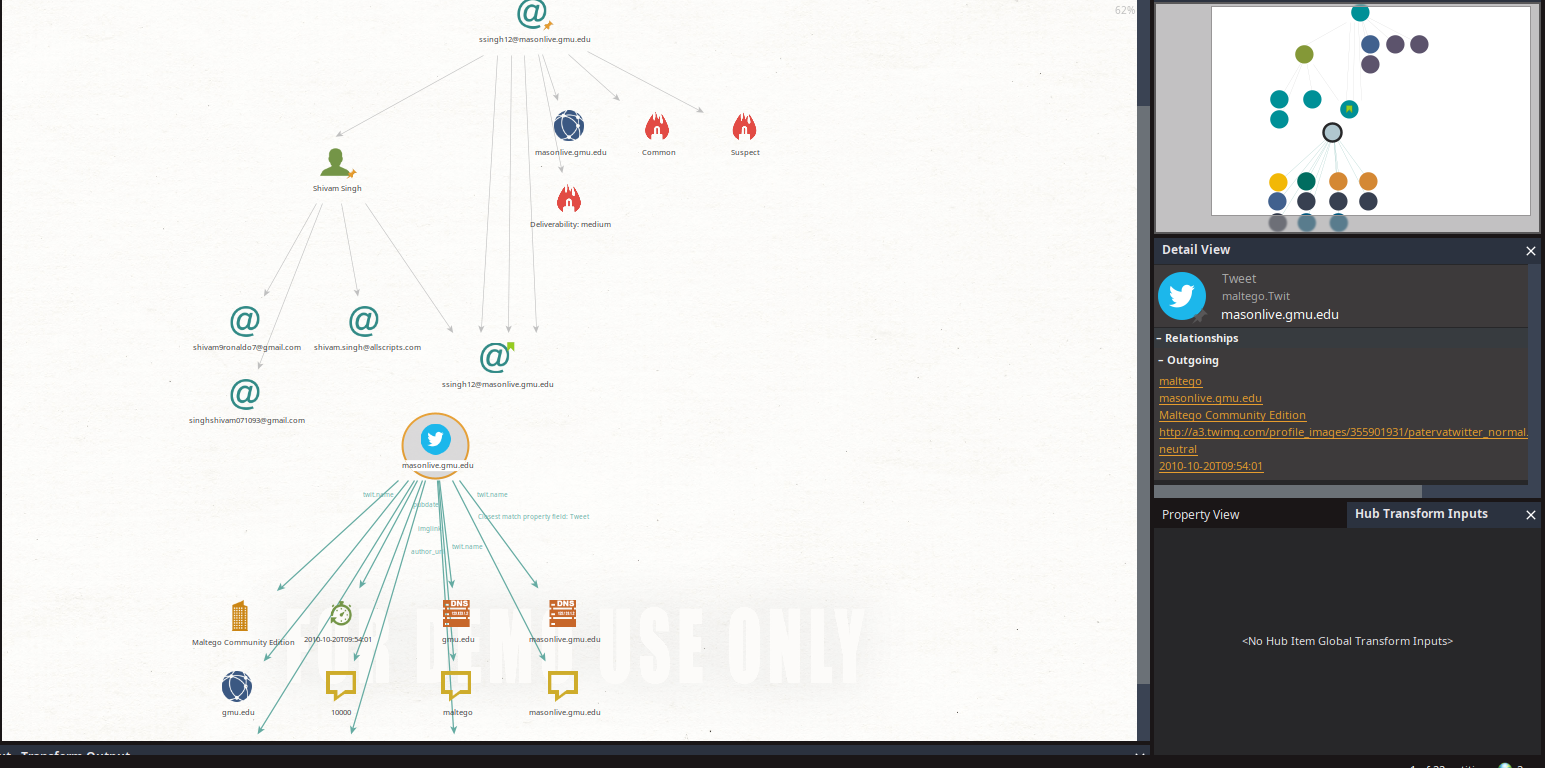 62%
ssingh12@masonlive.gmu.edu
masonlive.gmu.edu
Common
Suspect
Shivam Singh
Deliverability: medium
shivam9ronaldo7@gmail.com
shivam.singh@allscripts.com
ssingh12@masonlive.gmu.edu
singhshivam071093@gmail.com
masonlive.gmu.edu
twit.name
twit.name
pubdate
Closest match property field: Tweet
imglink
twit.name
author_uri
DNS
DNS
Maltego Community Edition
2010-10-20T09:54:01
gmu.edu
masonlive.gmu.edu
FOR DEMO USE ONLY
gmu.edu
10000
maltego
masonlive.gmu.edu
Detail View
Tweet
maltego.Twit
masonlive.gmu.edu
– Relationships
– Outgoing
maltego
masonlive.gmu.edu
Maltego Community Edition
http://a3.twimg.com/profile_images/355901931/patervatwitter_normal.
neutral
2010-10-20T09:54:01
Property View
Hub Transform Inputs
<No Hub Item Global Transform Inputs>
Transform Output